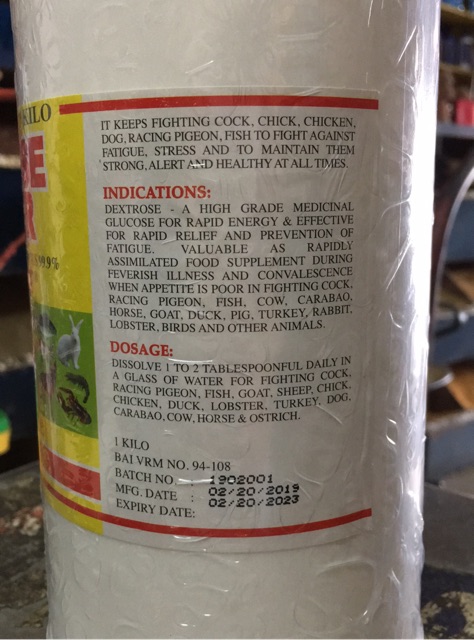 KILO
IT KEEPS FIGHTING COCK, CHICK, CHICKEN,
DOG, RACING PIGEON, FISH TO FIGHT AGAINST
FATIGUE, STRESS AND TO MAINTAIN THEM
STRONG, ALERT AND HEALTHY AT ALL TIMES.
INDICATIONS:
DEXTROSE - A HIGH GRADE MEDICINAL
GLUCOSE FOR RAPID ENERGY & EFFECTIVE
FOR RAPID RELIEF AND PREVENTION OF
FATIGUE. VALUABLE AS RAPIDLY
ASSIMILATED FOOD SUPPLEMENT DURING
FEVERISH ILLNESS AND CONVALESCENCE
WHEN APPETITE IS POOR IN FIGHTING COCK,
RACING PIGEON, FISH, COW, CARABAO,
HORSE, GOAT, DUCK, PIG, TURKEY, RABBIT,
LOBSTER, BIRDS AND OTHER ANIMALS.
DOSAGE:
DISSOLVE 1 TO 2 TABLESPOONFUL DAILY IN
A GLASS OF WATER FOR FIGHTING COCK,
RACING PIGEON, FISH, GOAT, SHEEP, CHICK,
CHICKEN, DUCK, LOBSTER, TURKEY, DOG,
CARABAO, COW, HORSE & OSTRICH.
1 KILO
BAI VRM NO. 94-108
BATCH NO : 1902001
MFG. DATE : 02/20/2019
EXPIRY DATE: 02/20/2023